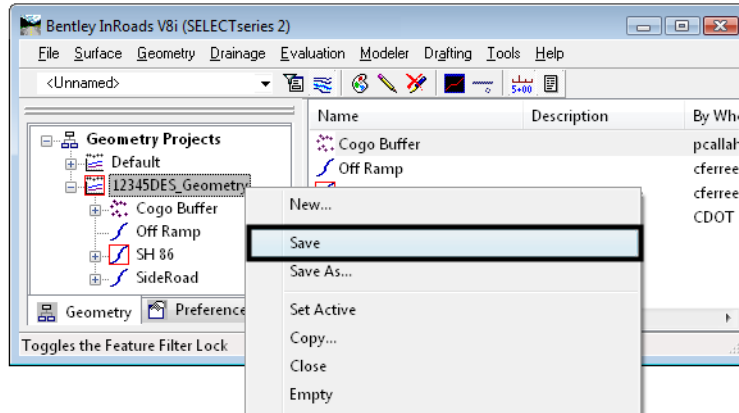 Bentley InRoads V8i (SELECTseries 2)
File Surface Geometry Drainage Evaluation Modeler Drafting Tools Help
<Unnamed>
5+00
Name Description By
Geometry Projects
Default
12345DES_Geometry
Cogo Buffer
Off Ramp
SH 86
SideRoad
Cogo Buffer pcallah
Off Ramp cferree
cferree
CDOT
New...
Save
Save As...
Set Active
Copy...
Close
Empty
Geometry Preference
Toggles the Feature Filter Lock